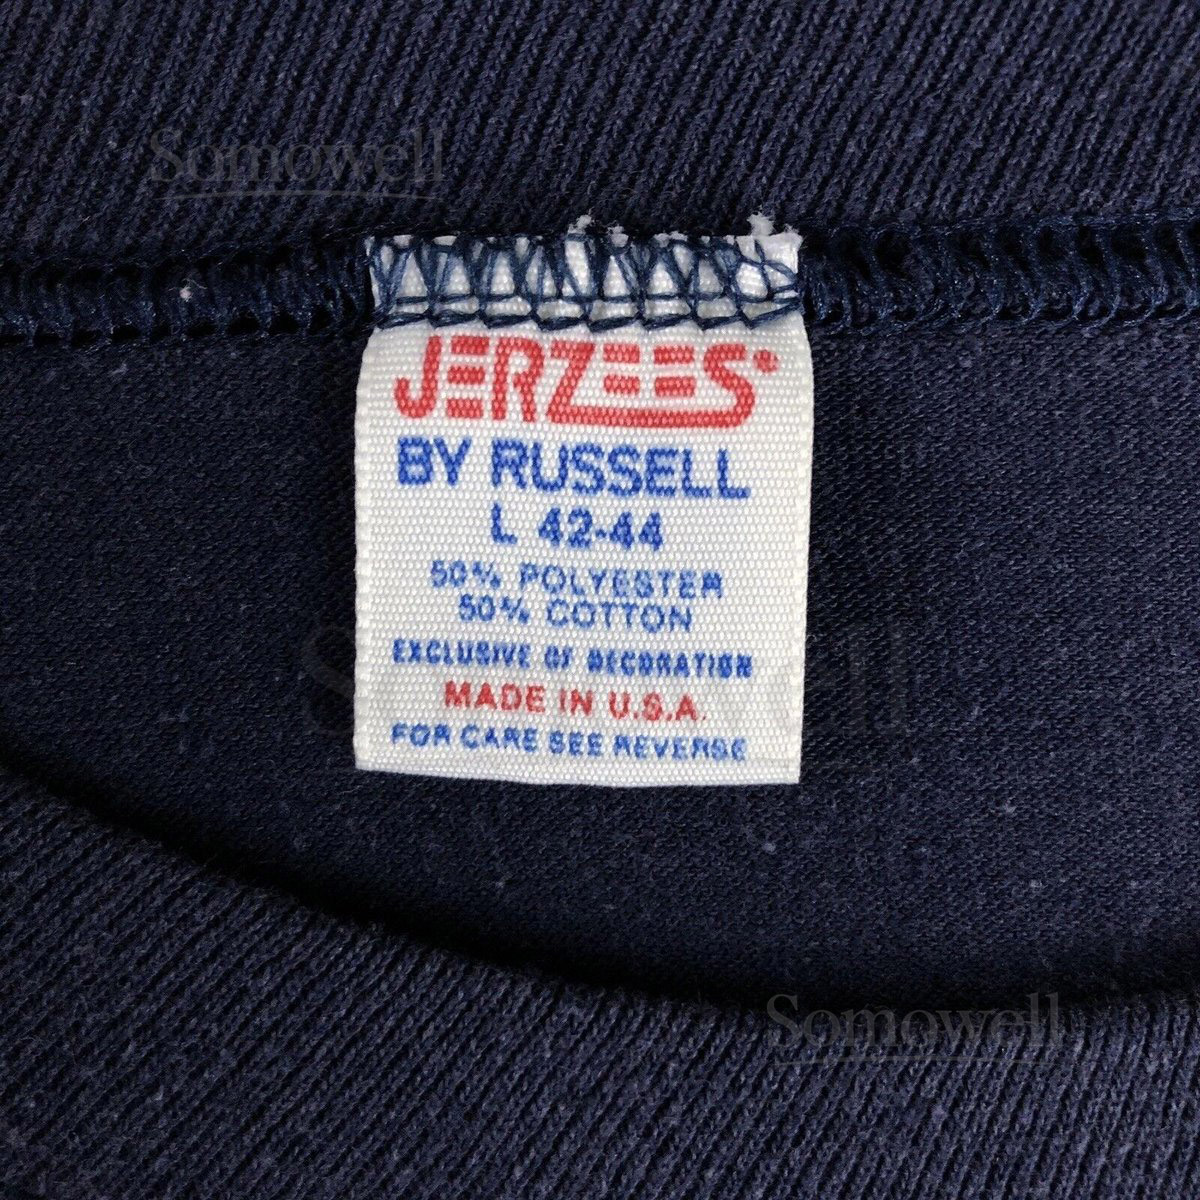 Somowell
JERZEES®
BY RUSSELL
L 42-44
50% POLYESTER
50% COTTON
EXCLUSIVE OF DECORATION
MADE IN U.S.A.
FOR CARE SEE REVERSE
Somowell
Somowell